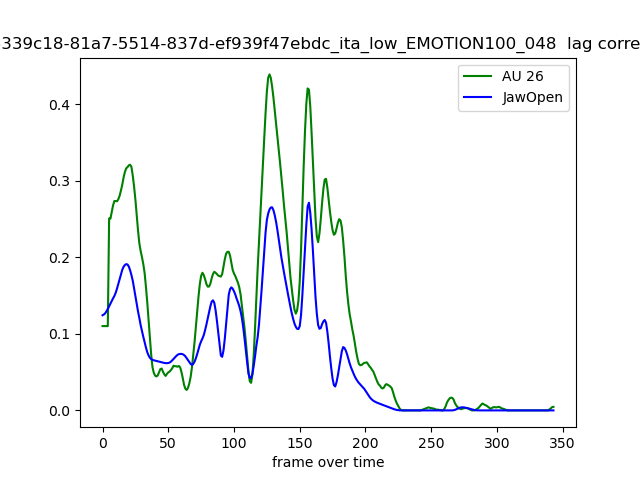 339c18-81a7-5514-837d-ef939f47ebdc_ita_low_EMOTION100_048 lag corre
AU 26
JawOpen
0.4
0.3
0.2
0.1
0.0
0 50 100 150 200 250 300 350
frame over time